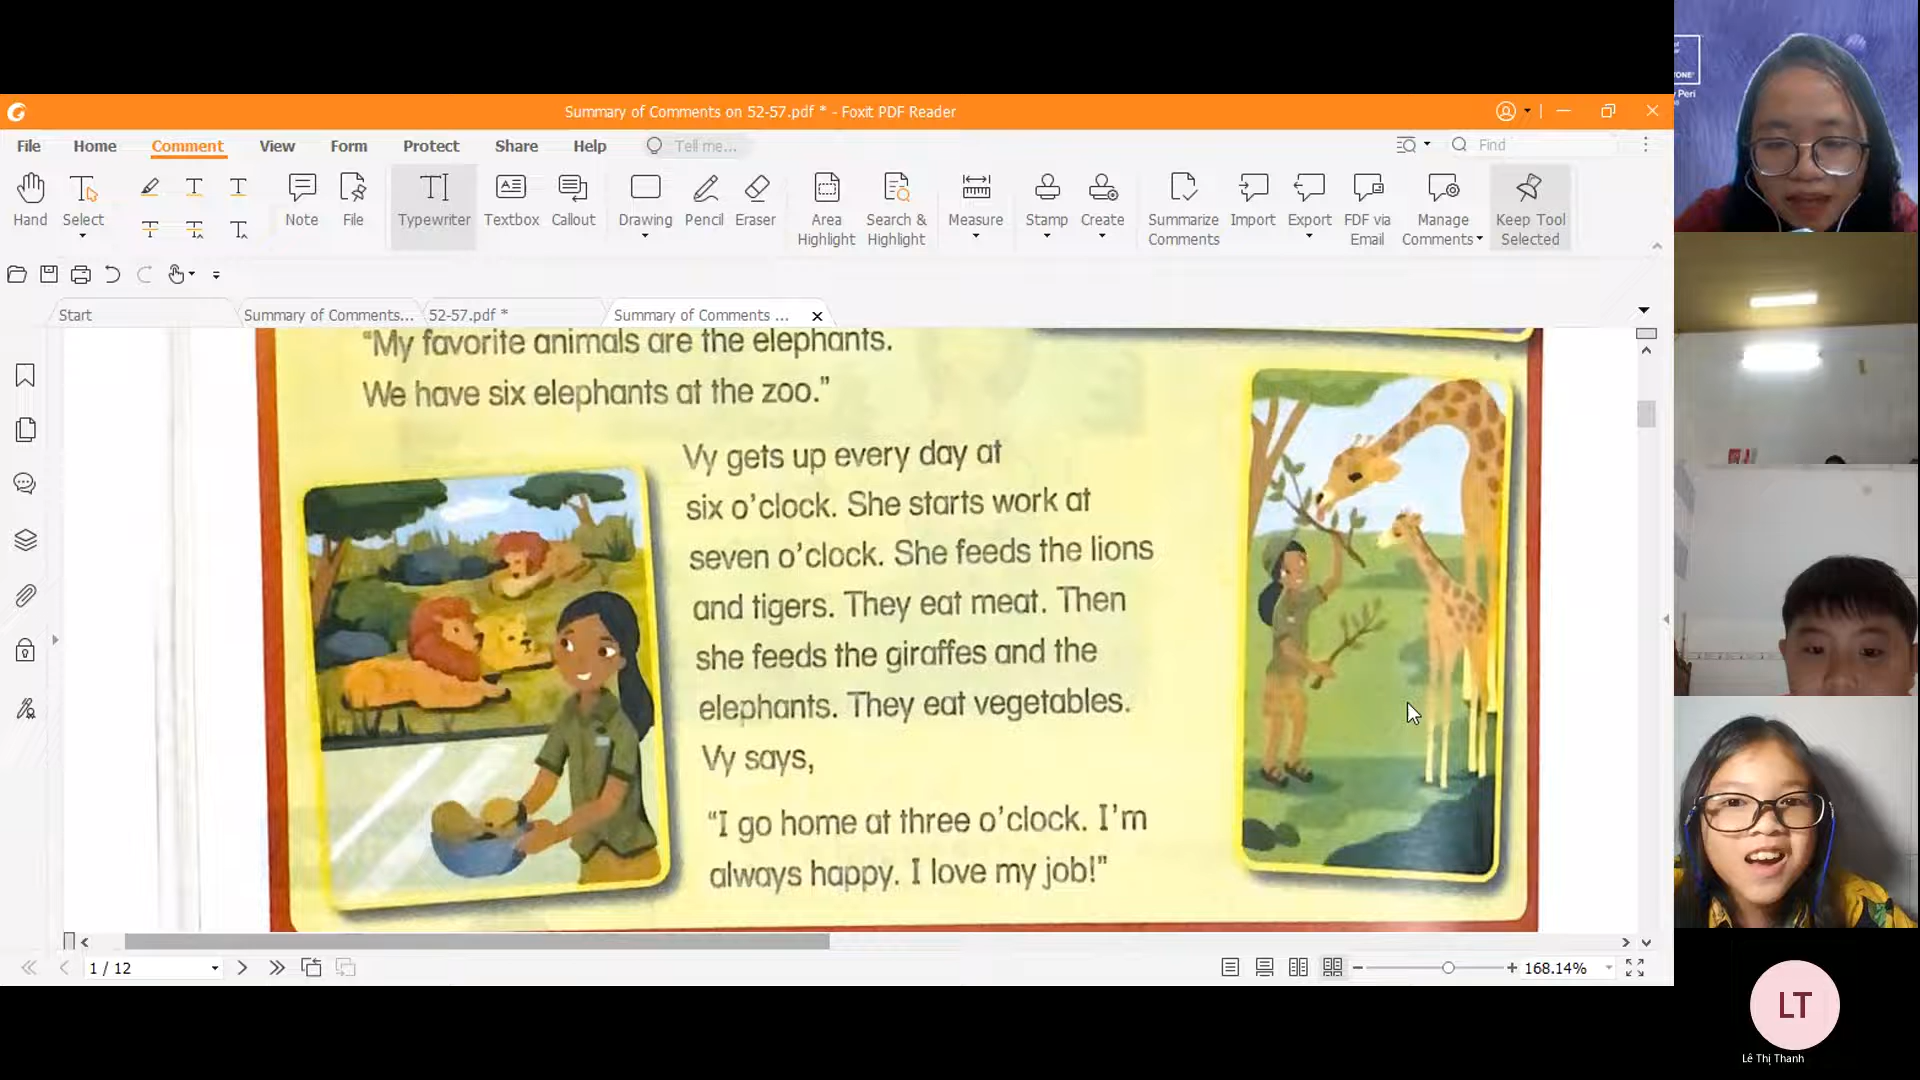 Summary of Comments on 52-57.pdf * - Foxit PDF Reader
File Home Comment View Form Protect Share Help Tell me... Find
Hand Select Note File Typewriter Textbox Callout Drawing Pencil Eraser Area Highlight Search & Highlight Measure Stamp Create Summarize Comments Import Export FDF via Email Manage Comments Keep Tool Selected
Start Summary of Comments... 52-57.pdf * Summary of Comments ...
"My favorite animals are the elephants.
We have six elephants at the zoo."
Vy gets up every day at
six o'clock. She starts work at
seven o'clock. She feeds the lions
and tigers. They eat meat. Then
she feeds the giraffes and the
elephants. They eat vegetables.
Vy says,
"I go home at three o'clock. I'm
always happy. I love my job!"
1 / 12 168.14%
Peri
LT
Lê Thị Thanh